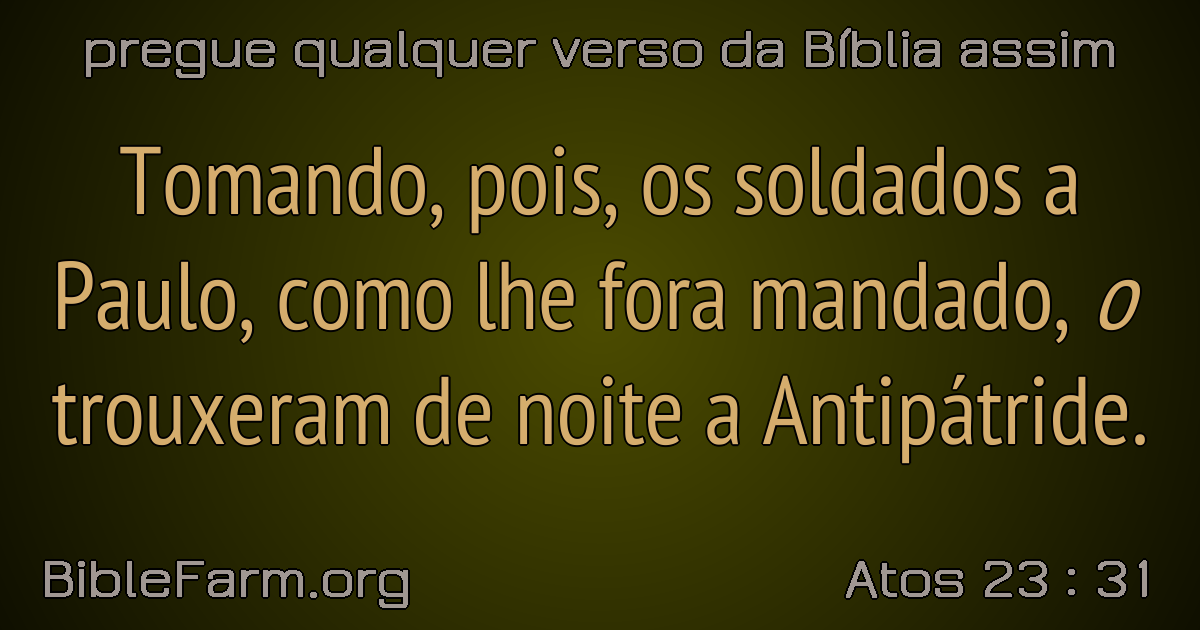 pregue qualquer verso da Bíblia assim
Tomando, pois, os soldados a
Paulo, como lhe fora mandado, o
trouxeram de noite a Antipátride.
BibleFarm.org
Atos 23 : 31